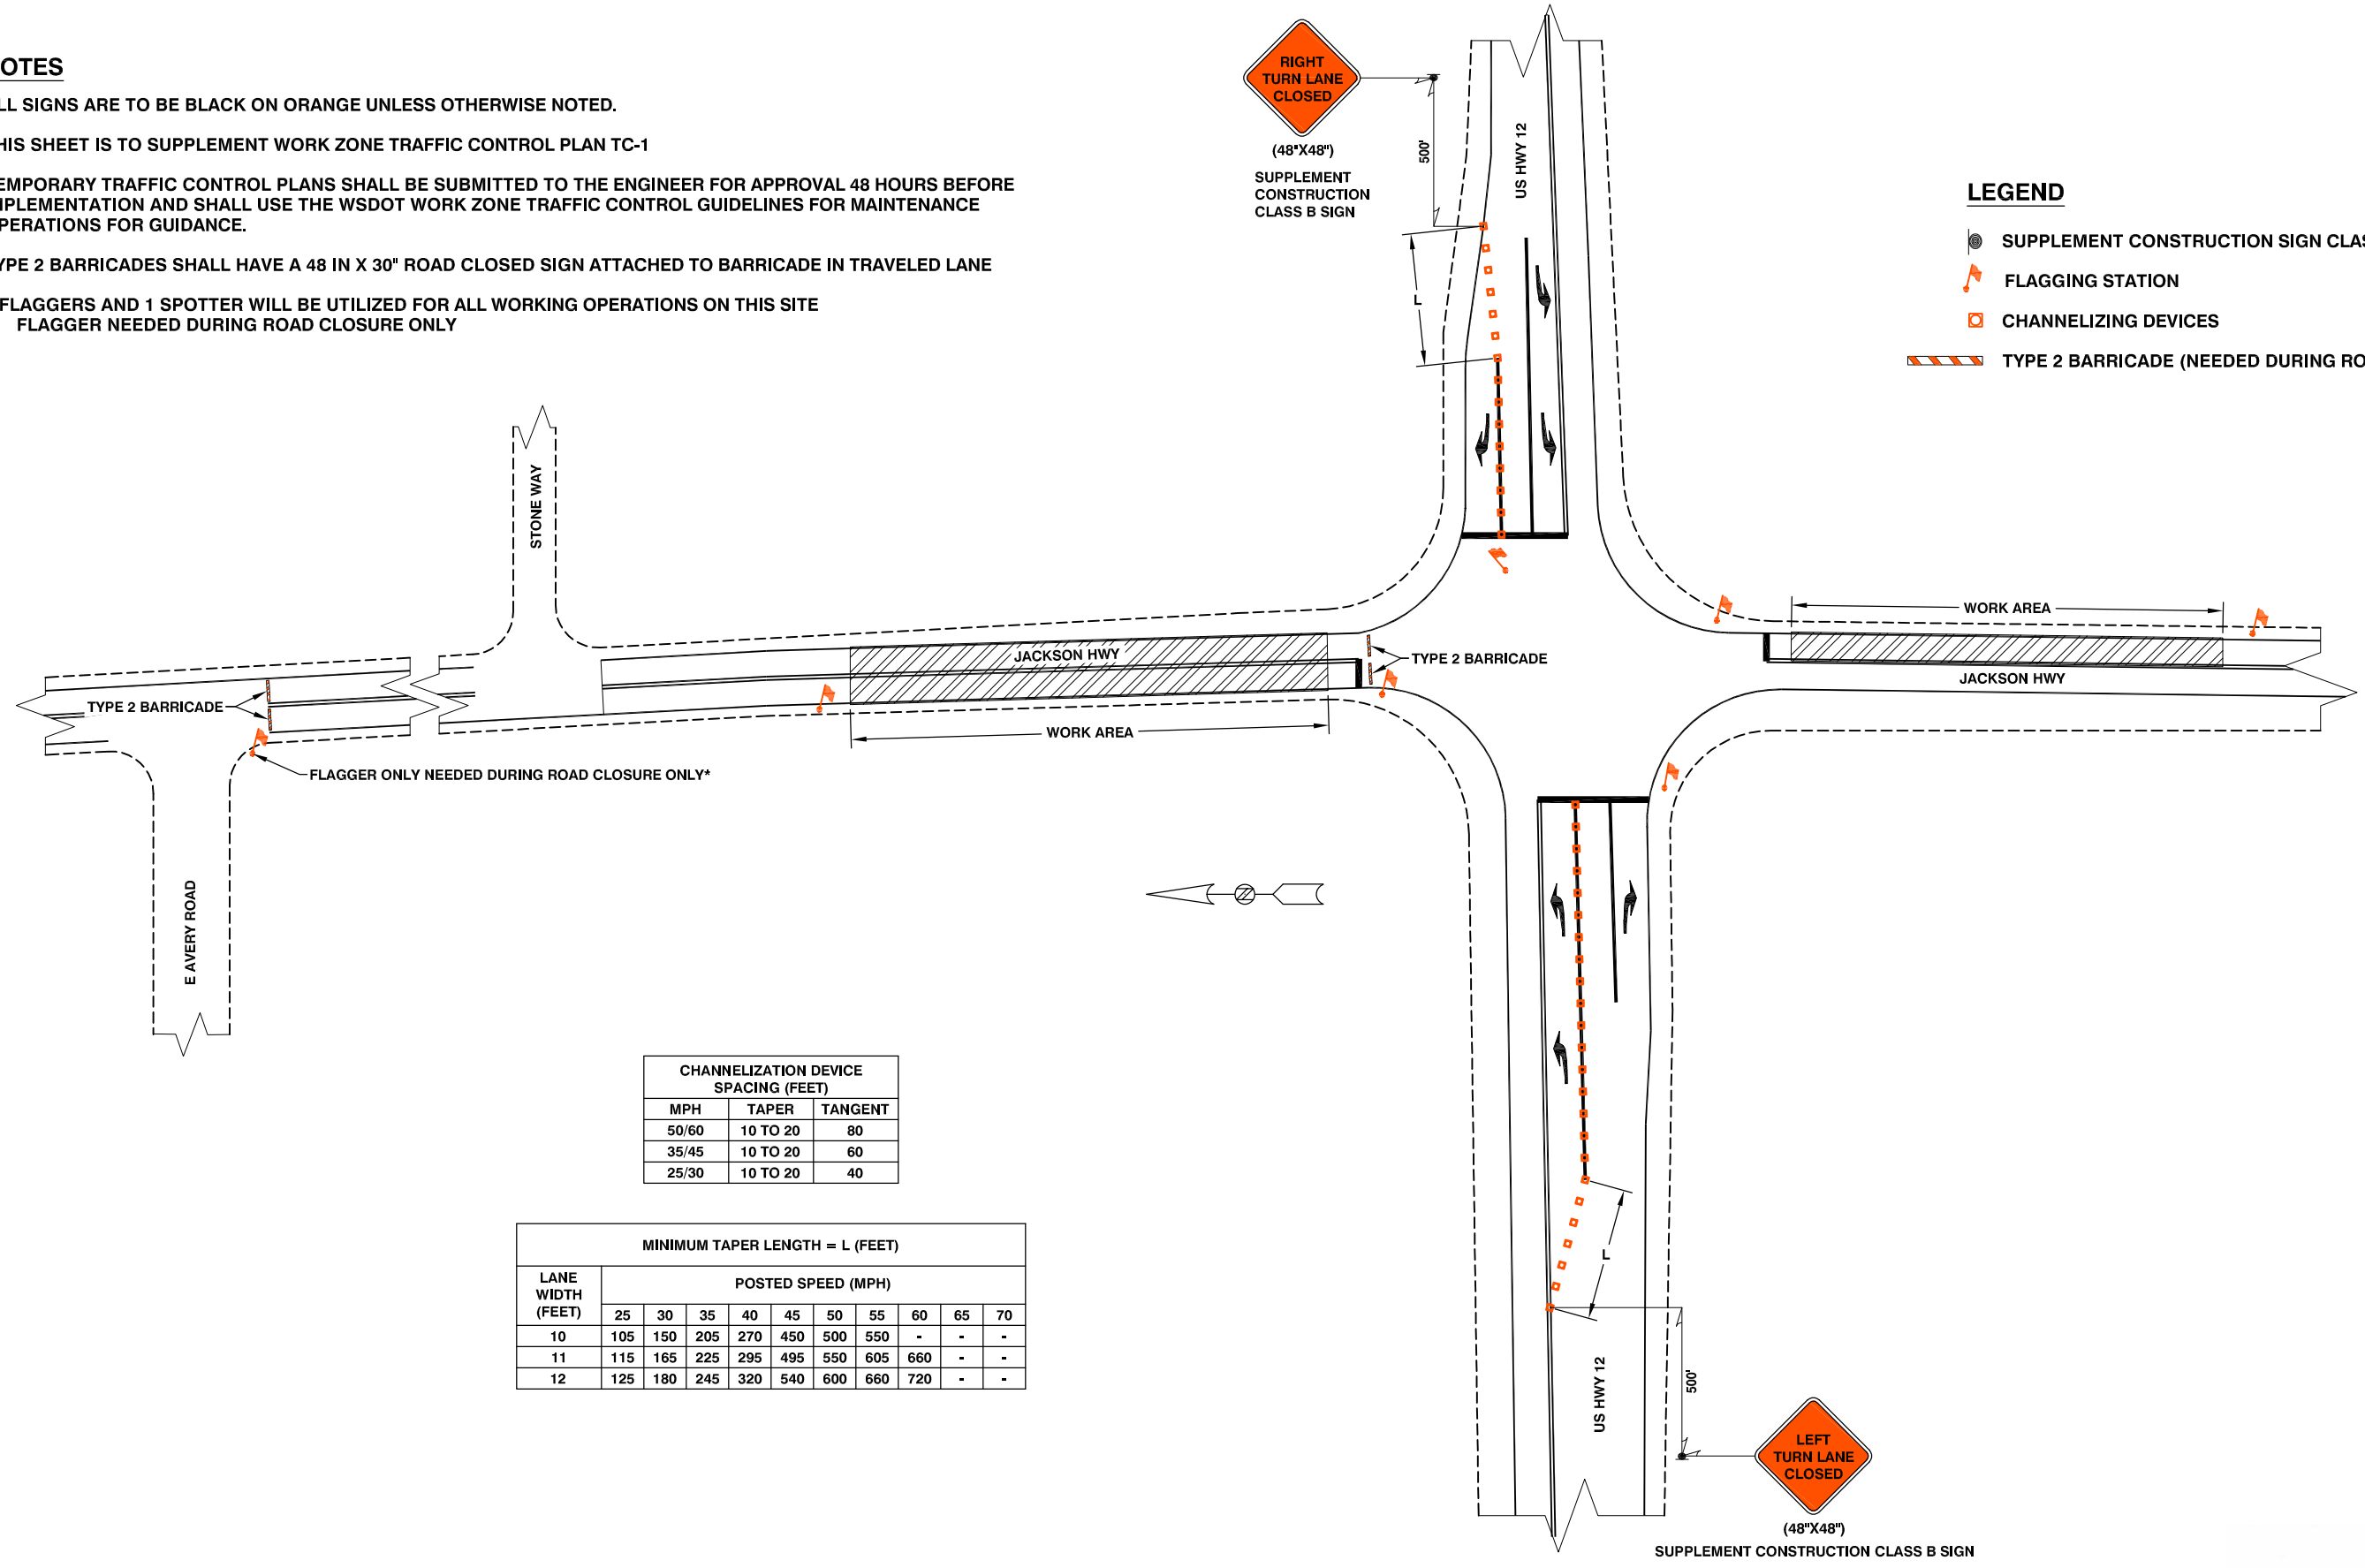 OTES
LL SIGNS ARE TO BE BLACK ON ORANGE UNLESS OTHERWISE NOTED.
HIS SHEET IS TO SUPPLEMENT WORK ZONE TRAFFIC CONTROL PLAN TC-1
EMPORARY TRAFFIC CONTROL PLANS SHALL BE SUBMITTED TO THE ENGINEER FOR APPROVAL 48 HOURS BEFORE
PLEMENTATION AND SHALL USE THE WSDOT WORK ZONE TRAFFIC CONTROL GUIDELINES FOR MAINTENANCE
PERATIONS FOR GUIDANCE.
YPE 2 BARRICADES SHALL HAVE A 48 IN X 30" ROAD CLOSED SIGN ATTACHED TO BARRICADE IN TRAVELED LANE
FLAGGERS AND 1 SPOTTER WILL BE UTILIZED FOR ALL WORKING OPERATIONS ON THIS SITE
FLAGGER NEEDED DURING ROAD CLOSURE ONLY
RIGHT
TURN LANE
CLOSED
(48"X48")
SUPPLEMENT
CONSTRUCTION
CLASS B SIGN
500'
L
US HWY 12
LEGEND
SUPPLEMENT CONSTRUCTION SIGN CLAS
FLAGGING STATION
CHANNELIZING DEVICES
TYPE 2 BARRICADE (NEEDED DURING RO
STONE WAY
JACKSON HWY
WORK AREA
TYPE 2 BARRICADE
WORK AREA
JACKSON HWY
TYPE 2 BARRICADE
FLAGGER ONLY NEEDED DURING ROAD CLOSURE ONLY*
E AVERY ROAD
CHANNELIZATION DEVICE
SPACING (FEET)
MPH TAPER TANGENT
50/60 10 TO 20 80
35/45 10 TO 20 60
25/30 10 TO 20 40
MINIMUM TAPER LENGTH = L (FEET)
LANE
WIDTH
(FEET)
POSTED SPEED (MPH)
25 30 35 40 45 50 55 60 65 70
10 105 150 205 270 450 500 550 - - -
11 115 165 225 295 495 550 605 660 - -
12 125 180 245 320 540 600 660 720 - -
L
US HWY 12
500'
LEFT
TURN LANE
CLOSED
(48"X48")
SUPPLEMENT CONSTRUCTION CLASS B SIGN